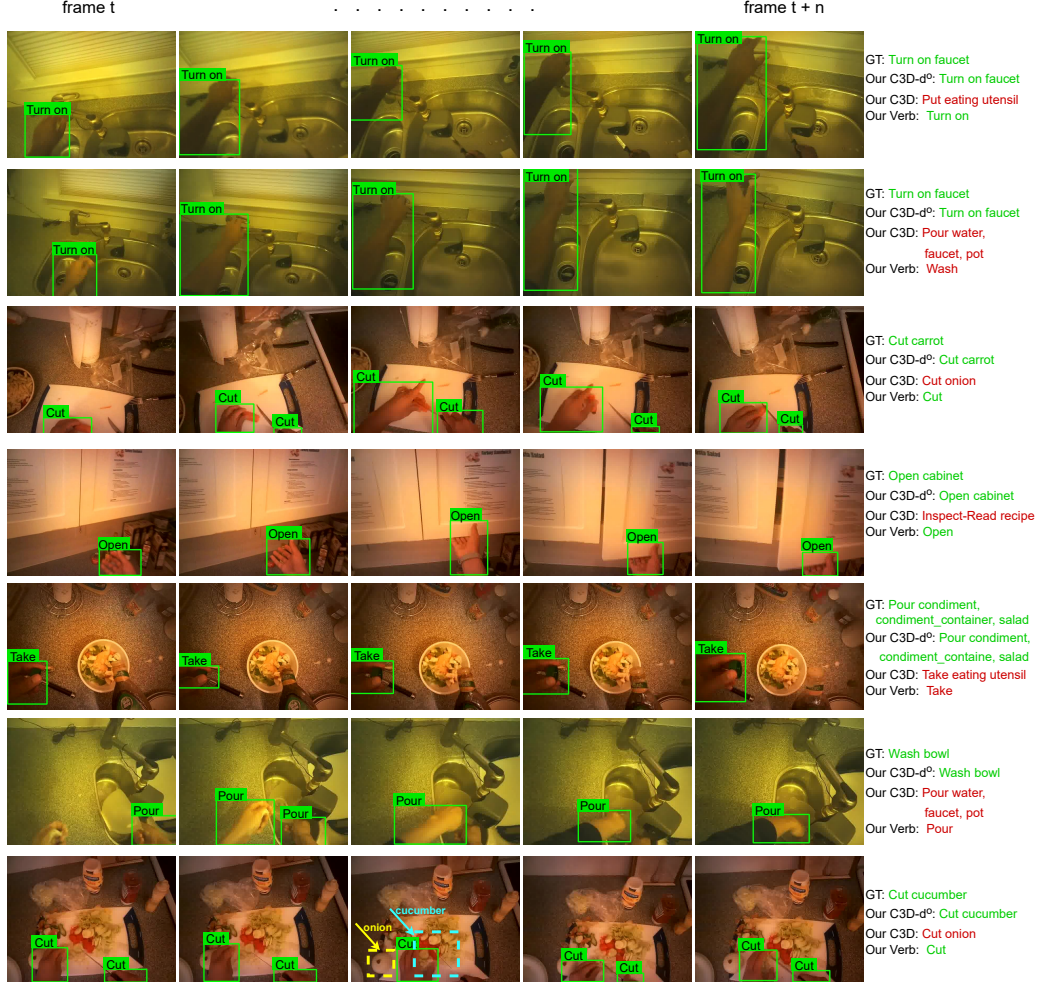 frame t . . . . . . . . . . frame t + n
Turn on Turn on Turn on Turn on Turn on
GT: Turn on faucet
Our C3D-dº: Turn on faucet
Our C3D: Put eating utensil
Our Verb: Turn on
Turn on Turn on Turn on Turn on Turn on
GT: Turn on faucet
Our C3D-dº: Turn on faucet
Our C3D: Pour water,
faucet, pot
Our Verb: Wash
Cut Cut Cut Cut Cut Cut Cut Cut Cut
GT: Cut carrot
Our C3D-dº: Cut carrot
Our C3D: Cut onion
Our Verb: Cut
Open Open Open Open Open
GT: Open cabinet
Our C3D-dº: Open cabinet
Our C3D: Inspect-Read recipe
Our Verb: Open
Take Take Take Take Take
GT: Pour condiment,
condiment_container, salad
Our C3D-dº: Pour condiment,
condiment_containe, salad
Our C3D: Take eating utensil
Our Verb: Take
Pour Pour Pour Pour Pour Pour
GT: Wash bowl
Our C3D-dº: Wash bowl
Our C3D: Pour water,
faucet, pot
Our Verb: Pour
Cut Cut Cut Cut onion cucumber Cu Cut Cut Cut Cut
GT: Cut cucumber
Our C3D-dº: Cut cucumber
Our C3D: Cut onion
Our Verb: Cut